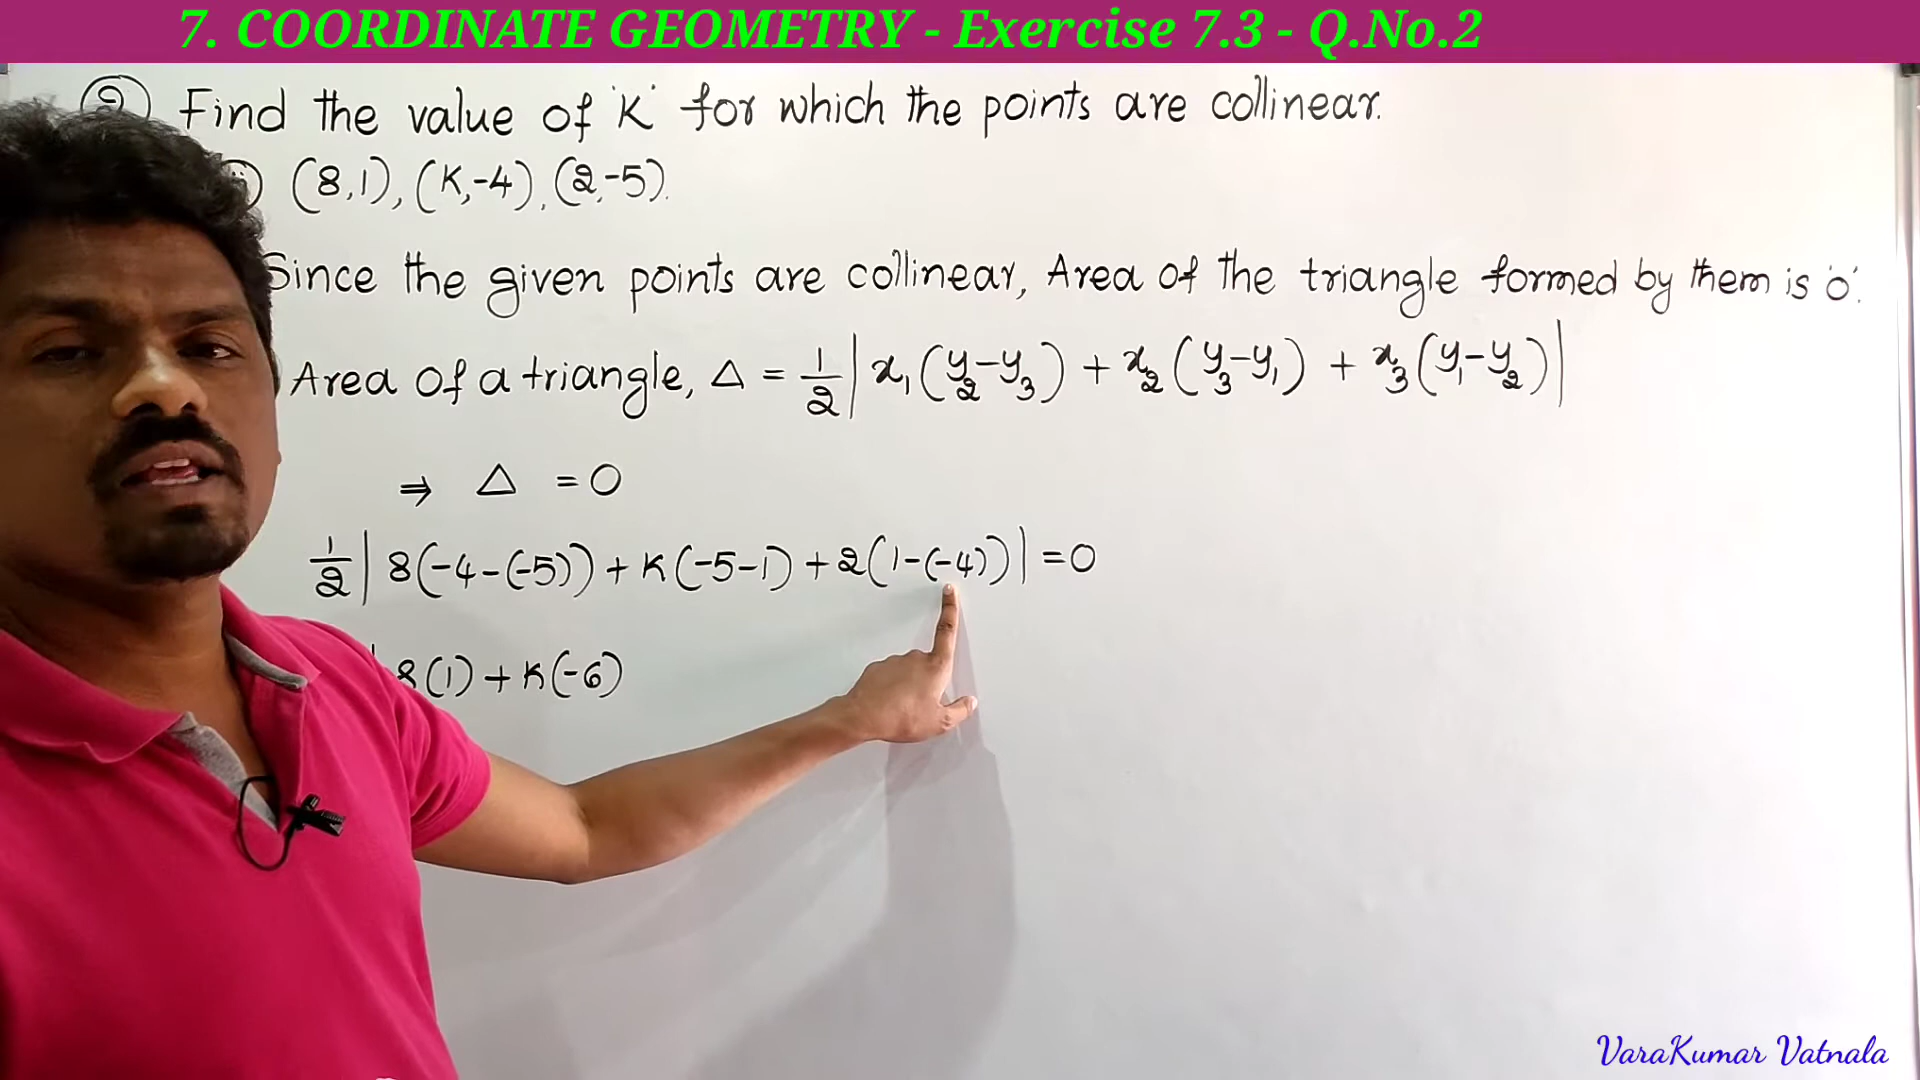 7. COORDINATE GEOMETRY - Exercise 7.3 - Q.No.2
② Find the value of 'K' for which the points are collinear.
(8,1), (K,-4), (2,-5).
Since the given points are collinear, Area of the triangle formed by them is '0'.
Area of a triangle, △ = 1/2 | x₁(y₂-y₃) + x₂(y₃-y₁) + x₃(y₁-y₂) |
⇒ △ = 0
1/2 | 8(-4-(-5)) + K(-5-1) + 2(1-(-4)) | = 0
8(1) + K(-6)
VaraKumar Vatnala